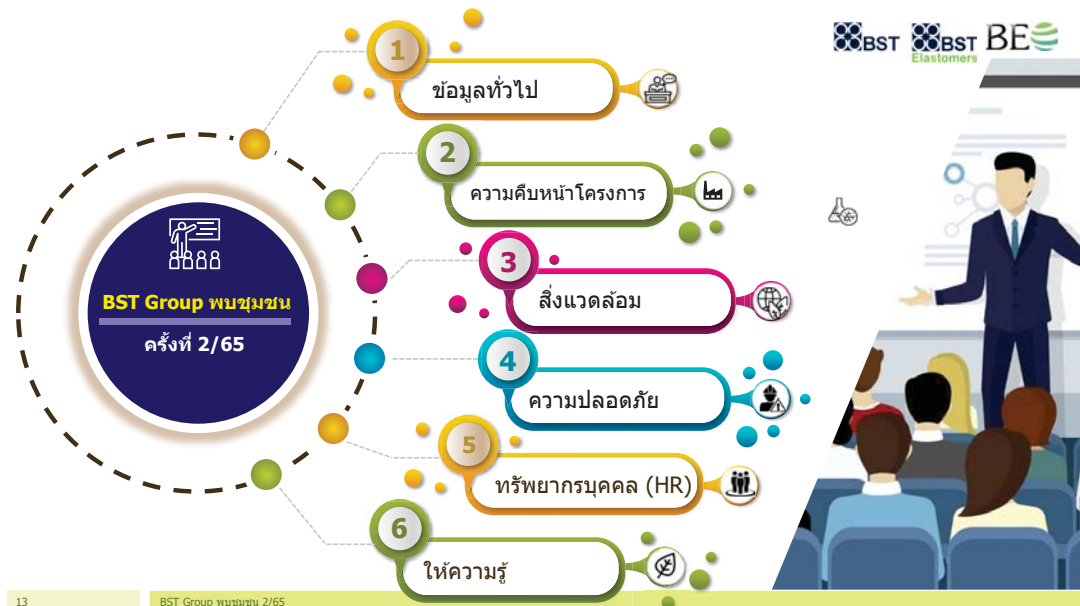 BST BST BE
Elastomers
1
ข้อมูลทั่วไป
2
ความคืบหน้าโครงการ
3
สิ่งแวดล้อม
BST Group พบชุมชน
ครั้งที่ 2/65
4
ความปลอดภัย
5
ทรัพยากรบุคคล (HR)
6
ให้ความรู้
13 BST Group พบชุมชน 2/65